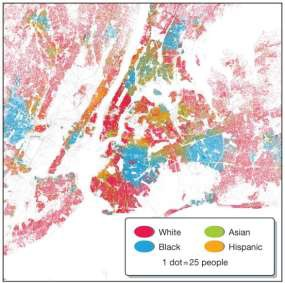 White
Asian
Black
Hispanic
1 dot = 25 people